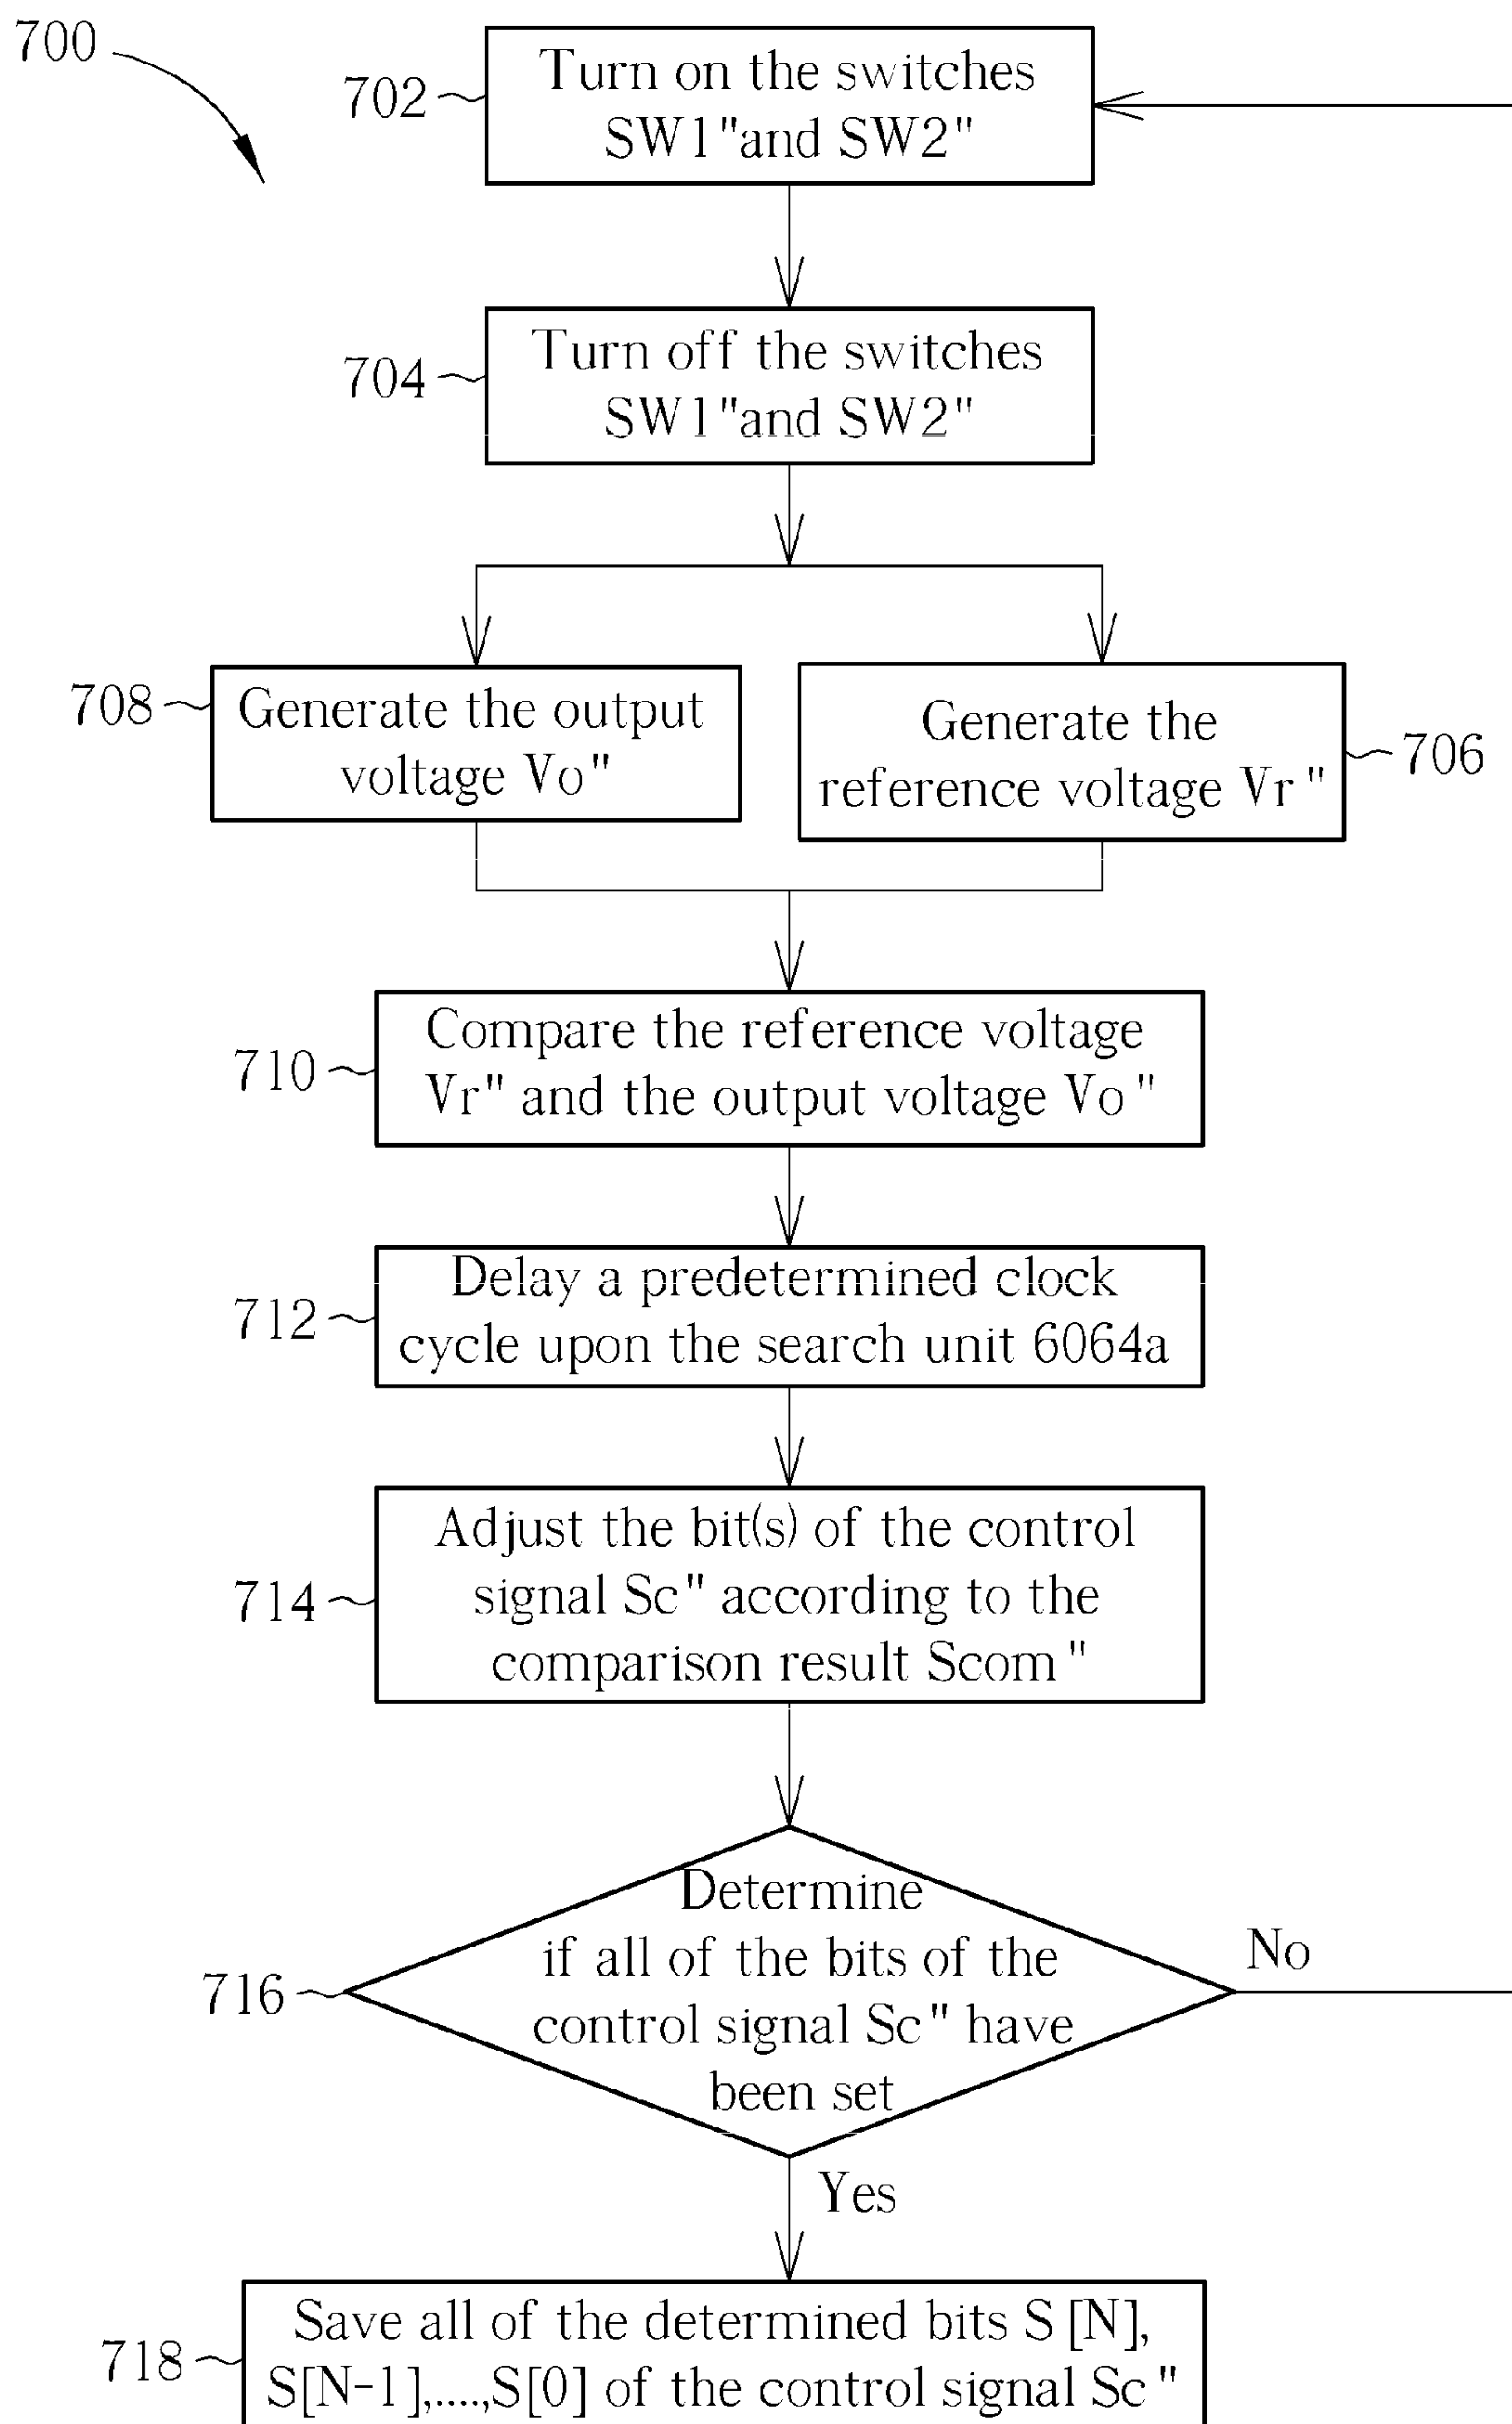 700
702
Turn on the switches
SW1"and SW2"
704
Turn off the switches
SW1"and SW2"
708
Generate the output
voltage Vo"
Generate the
reference voltage Vr"
706
710
Compare the reference voltage
Vr" and the output voltage Vo"
712
Delay a predetermined clock
cycle upon the search unit 6064a
714
Adjust the bit(s) of the control
signal Sc" according to the
comparison result Scom"
716
Determine
if all of the bits of the
control signal Sc" have
been set
No
Yes
718
Save all of the determined bits S[N],
S[N-1],....,S[0] of the control signal Sc"